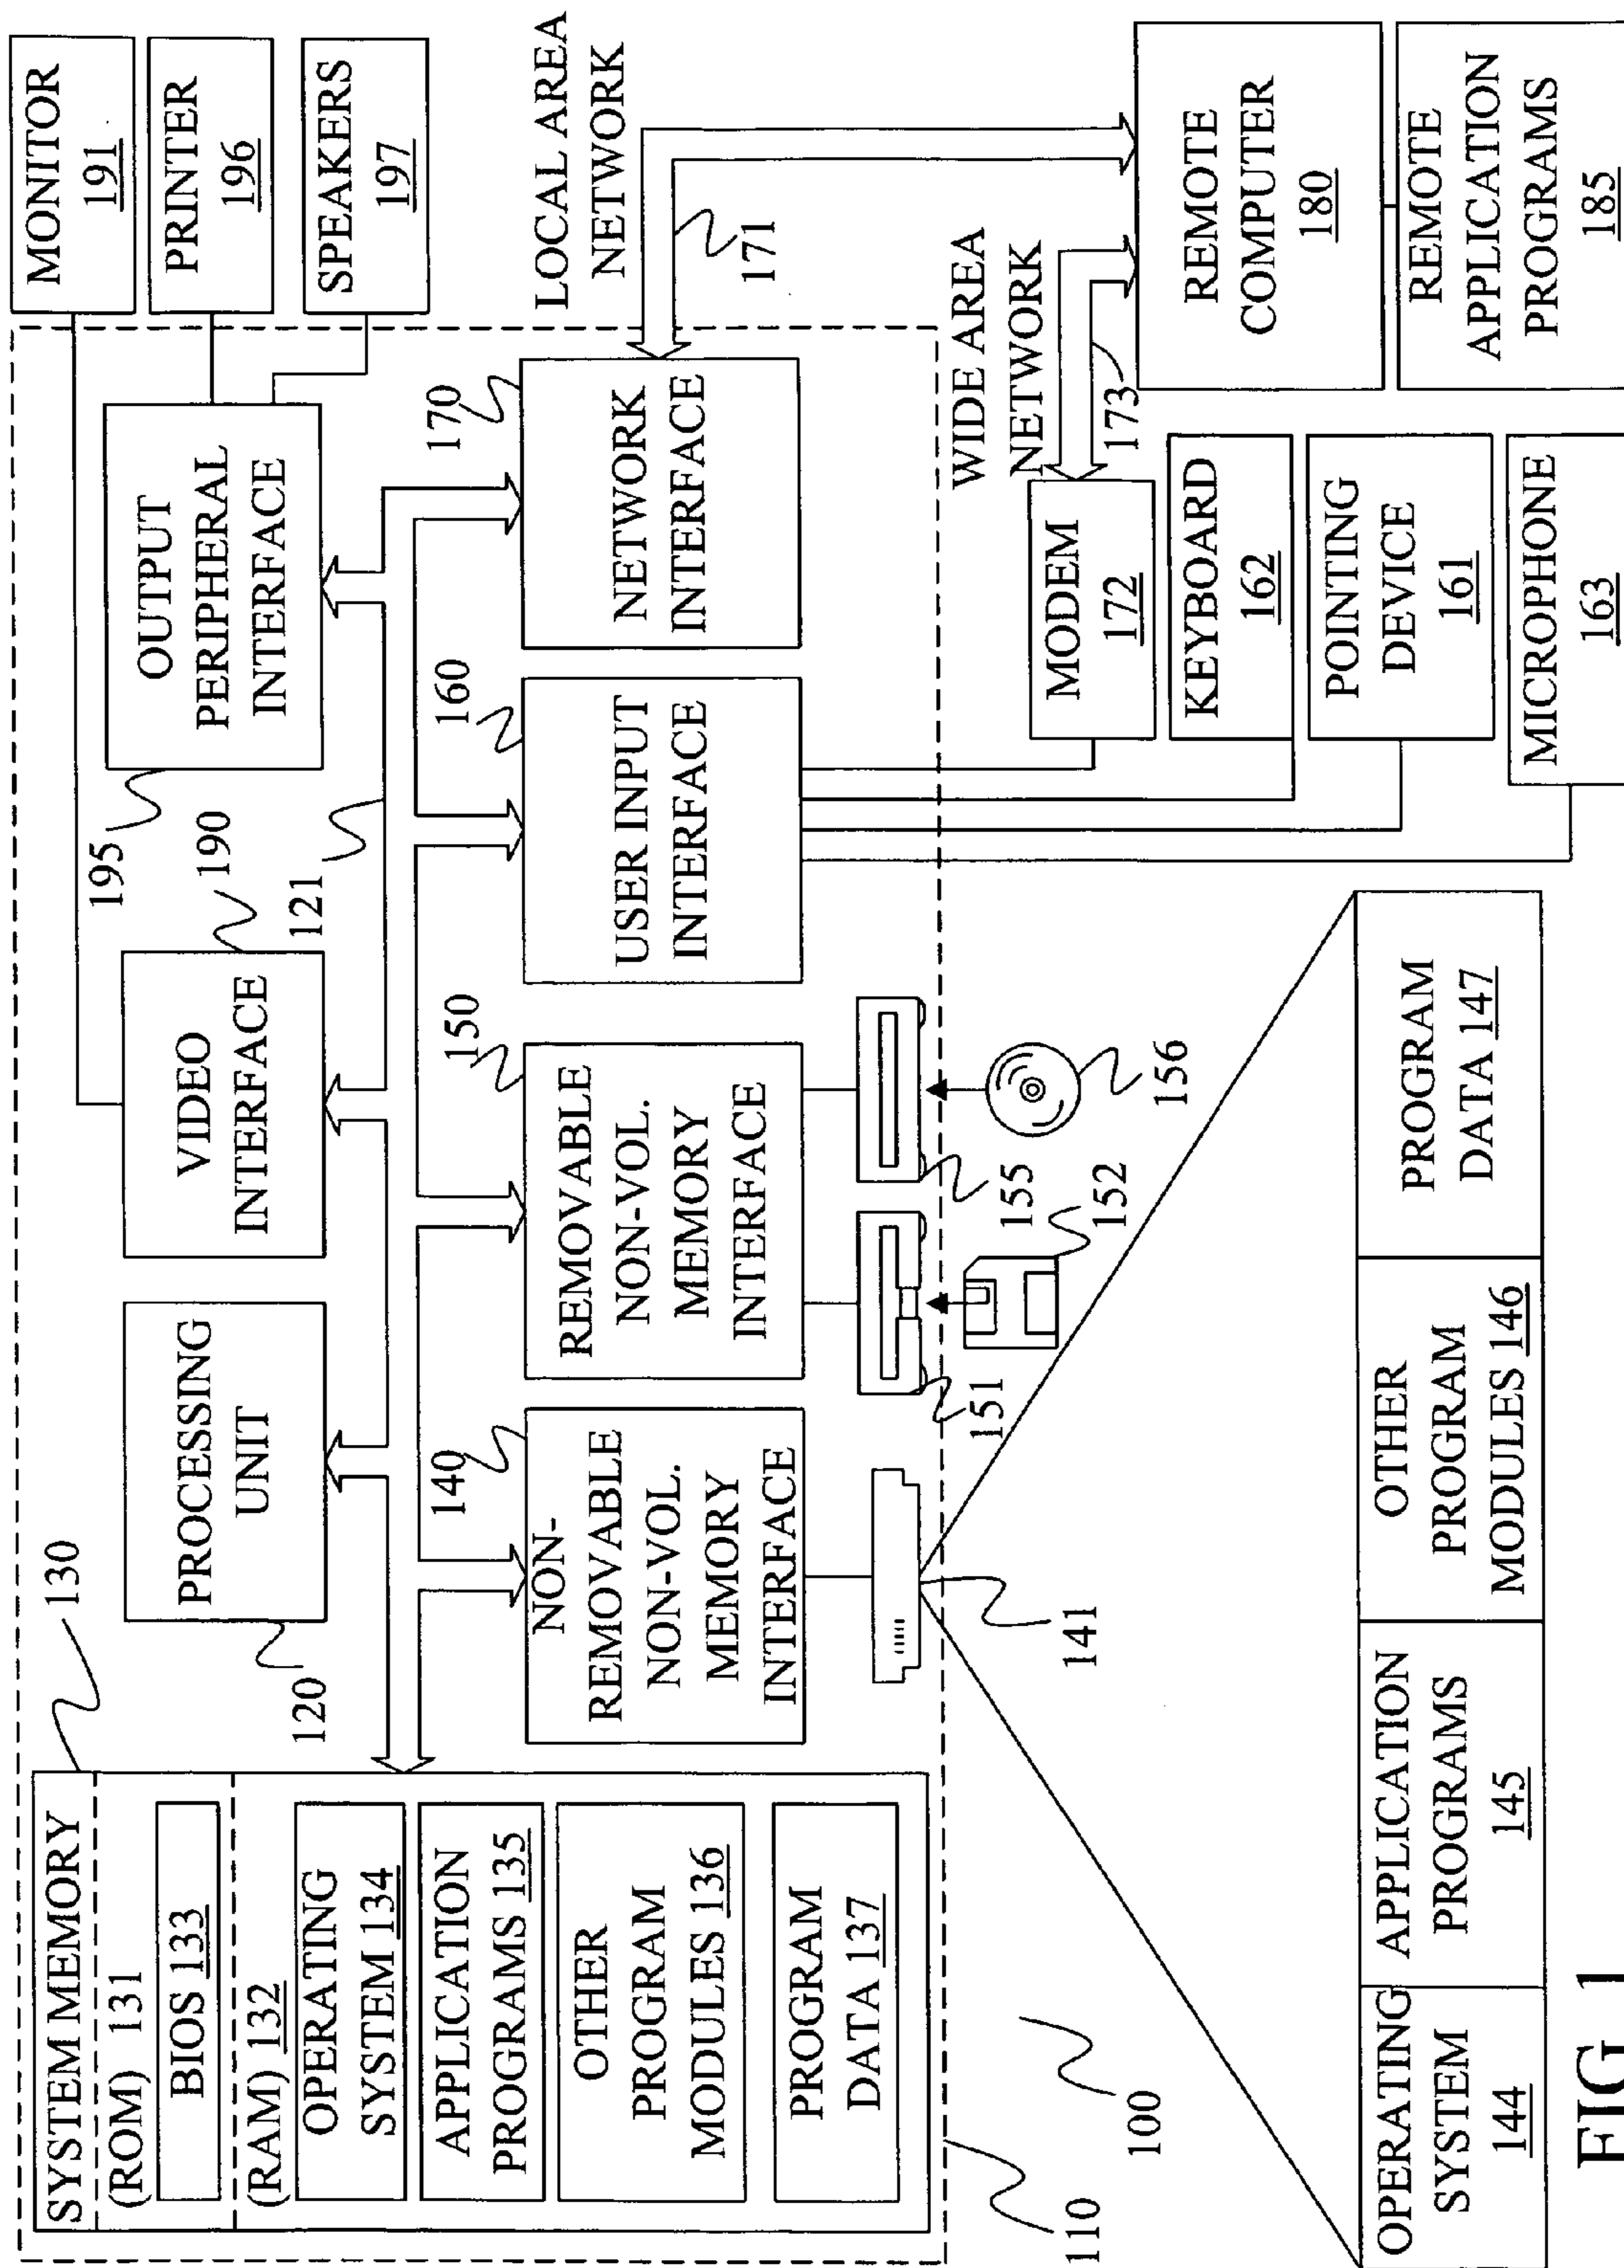 SYSTEM MEMORY
(ROM) 131
BIOS 133
(RAM) 132
OPERATING
SYSTEM 134
APPLICATION
PROGRAMS 135
OTHER
PROGRAM
MODULES 136
PROGRAM
DATA 137
130
PROCESSING
UNIT
120
VIDEO
INTERFACE
190
121
OUTPUT
PERIPHERAL
INTERFACE
195
MONITOR
191
PRINTER
196
SPEAKERS
197
NON-
REMOVABLE
NON-VOL.
MEMORY
INTERFACE
140
REMOVABLE
NON-VOL.
MEMORY
INTERFACE
150
USER INPUT
INTERFACE
160
NETWORK
INTERFACE
170
LOCAL AREA
NETWORK
171
141
151
152
155
156
WIDE AREA
NETWORK
173
MODEM
172
KEYBOARD
162
POINTING
DEVICE
161
MICROPHONE
163
REMOTE
COMPUTER
180
REMOTE
APPLICATION
PROGRAMS
185
110
100
OPERATING
SYSTEM
144
APPLICATION
PROGRAMS
145
OTHER
PROGRAM
MODULES 146
PROGRAM
DATA 147
FIG. 1